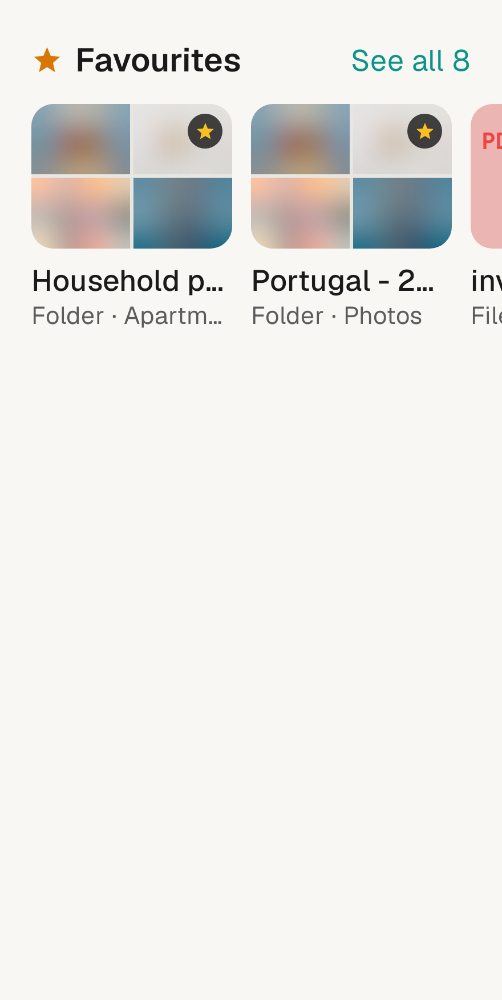 Favourites
See all 8
Household p...
Portugal - 2...
Folder · Apartm...
Folder · Photos